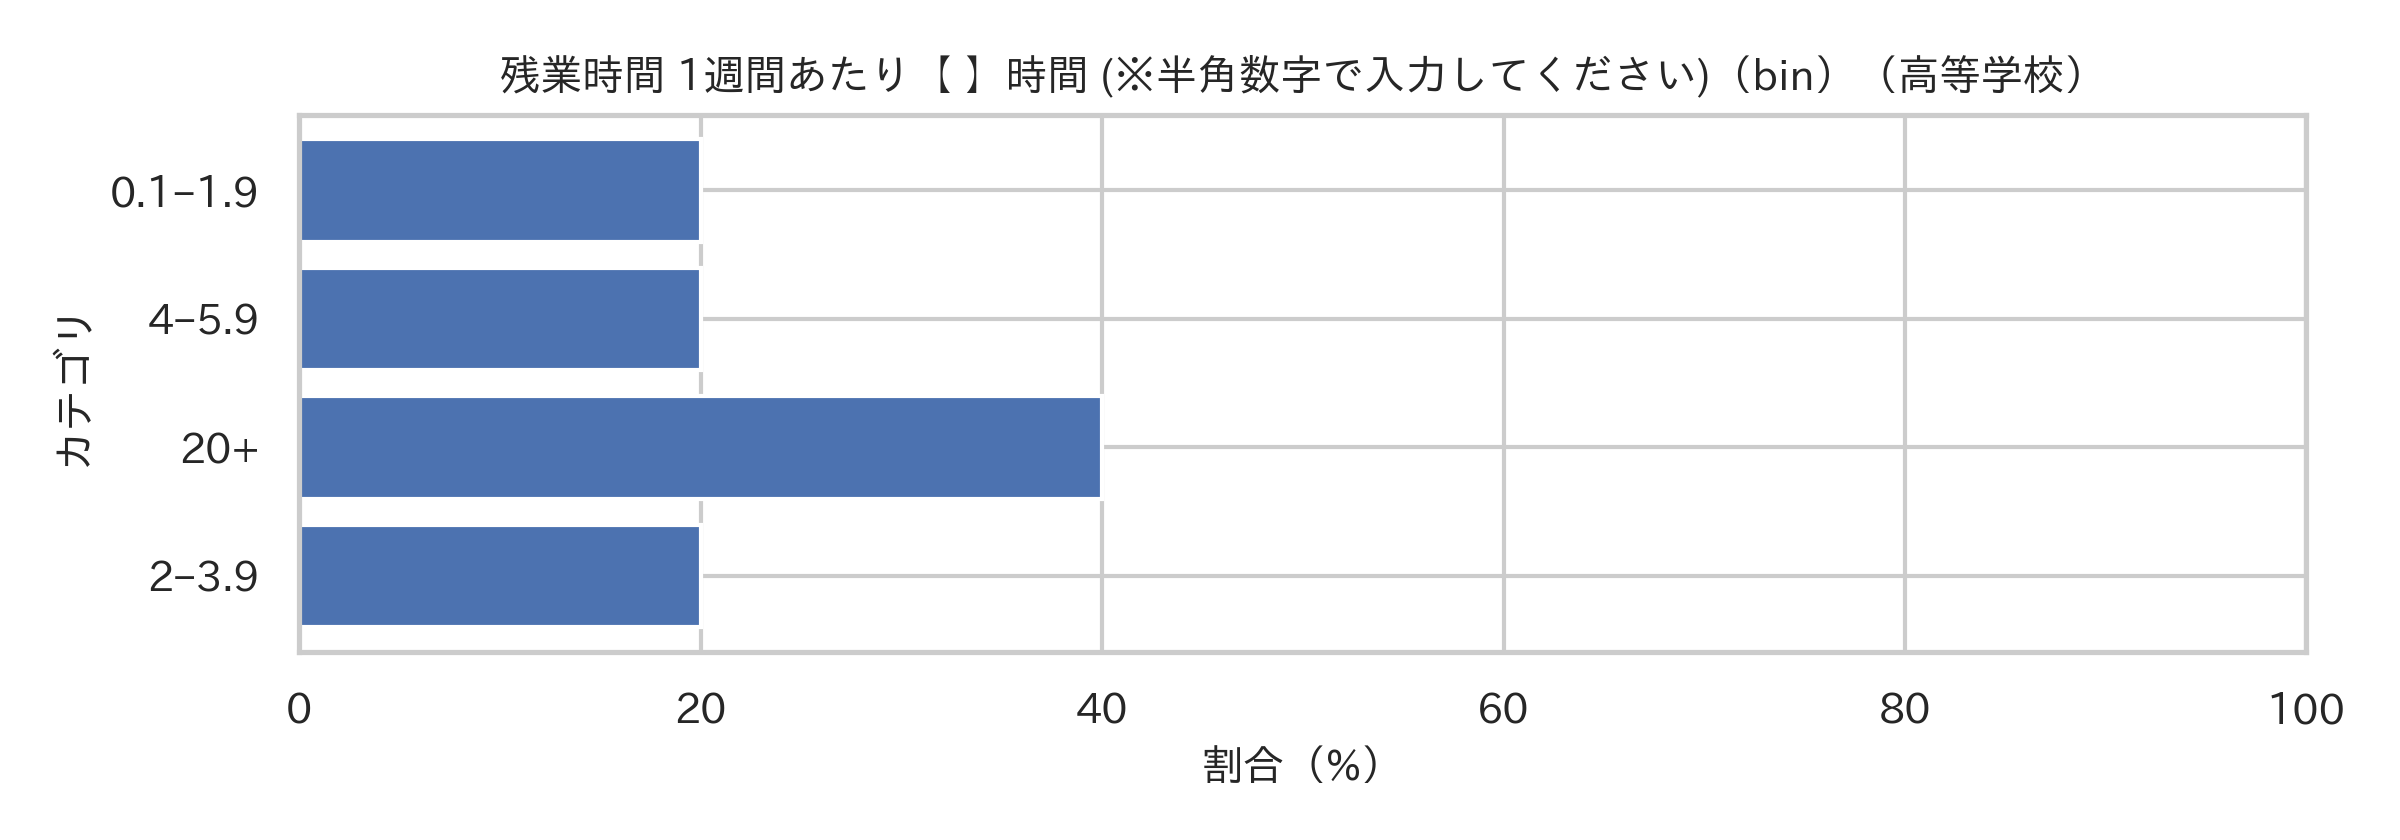 残業時間 1週間あたり【 】時間 (※半角数字で入力してください)（bin）（高等学校）
0.1–1.9
4–5.9
20+
2–3.9
カテゴリ
0 20 40 60 80 100
割合（%）